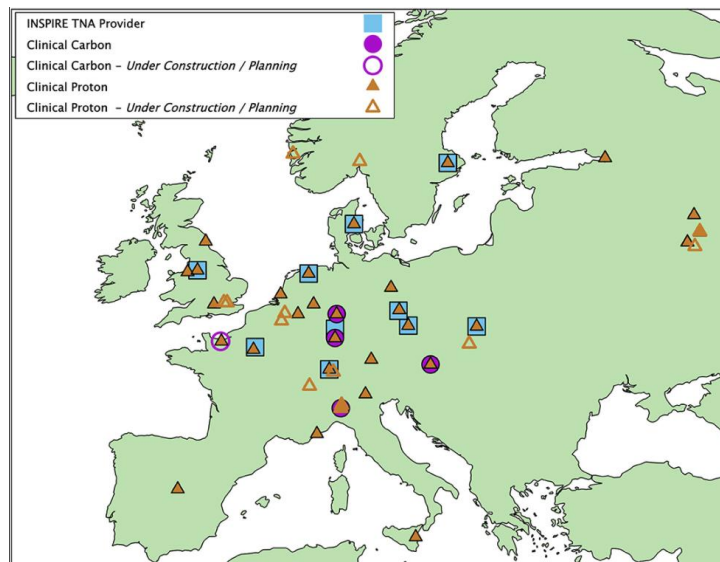 INSPIRE TNA Provider
Clinical Carbon
Clinical Carbon – Under Construction / Planning
Clinical Proton
Clinical Proton – Under Construction / Planning